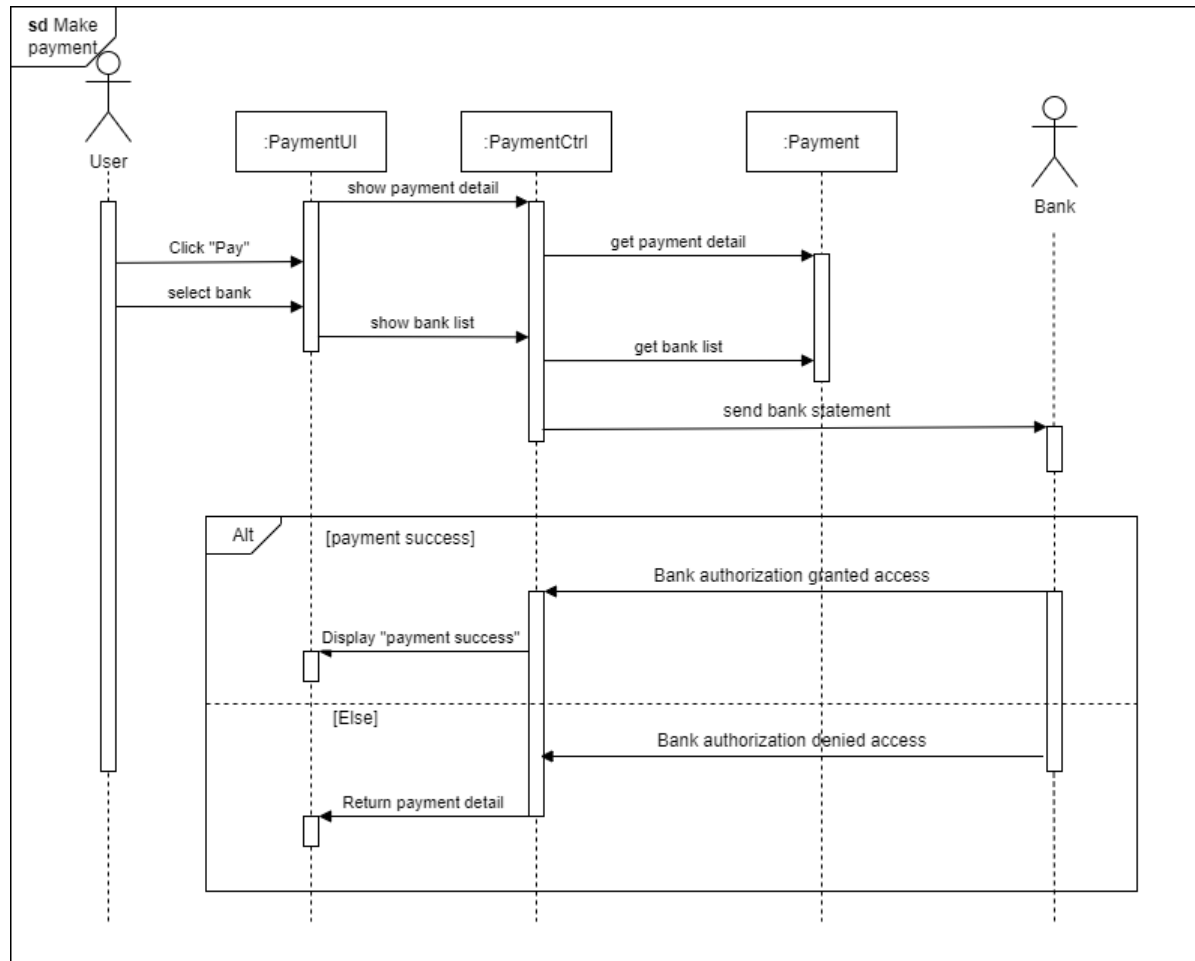 sd Make
payment
User
:PaymentUI
:PaymentCtrl
:Payment
Bank
show payment detail
Click "Pay"
get payment detail
select bank
show bank list
get bank list
send bank statement
Alt
[payment success]
Bank authorization granted access
Display "payment success"
[Else]
Bank authorization denied access
Return payment detail